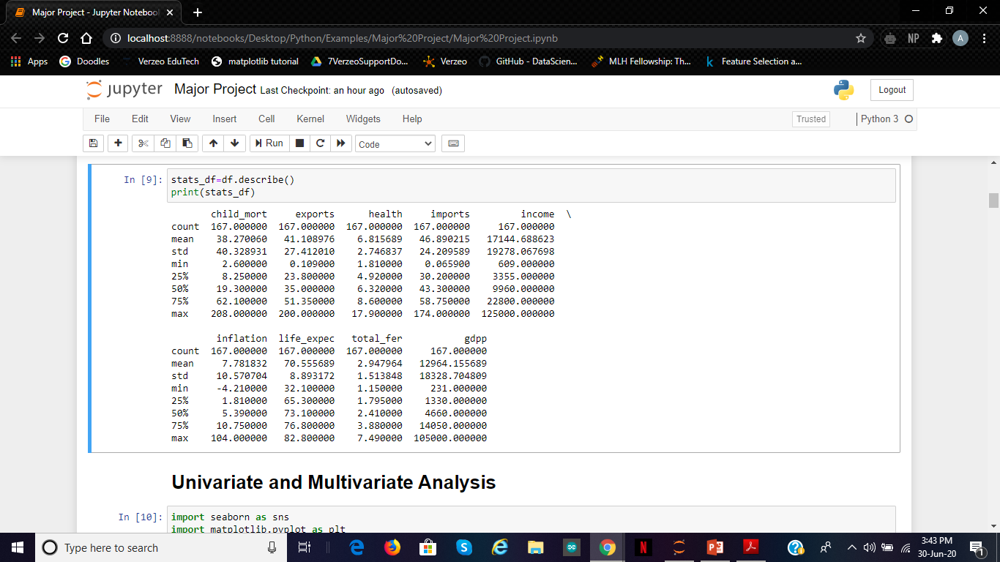 Major Project - Jupyter Notebook
localhost:8888/notebooks/Desktop/Python/Examples/Major%20Project/Major%20Project.ipynb
NP
A
Apps Doodles Verzeo EduTech matplotlib tutorial 7VerzeoSupportDo... Verzeo GitHub - DataScien... MLH Fellowship: Th... Feature Selection a...
jupyter Major Project Last Checkpoint: an hour ago (autosaved)
Logout
File Edit View Insert Cell Kernel Widgets Help
Trusted
Python 3
Run
Code
In [9]:
stats_df=df.describe()
print(stats_df)
child_mort exports health imports income \
count 167.000000 167.000000 167.000000 167.000000 167.000000
mean 38.270060 41.108976 6.815689 46.890215 17144.688623
std 40.328931 27.412010 2.746837 24.209589 19278.067698
min 2.600000 0.109000 1.810000 0.065900 609.000000
25% 8.250000 23.800000 4.920000 30.200000 3355.000000
50% 19.300000 35.000000 6.320000 43.300000 9960.000000
75% 62.100000 51.350000 8.600000 58.750000 22800.000000
max 208.000000 200.000000 17.900000 174.000000 125000.000000
inflation life_expec total_fer gdpp
count 167.000000 167.000000 167.000000 167.000000
mean 7.781832 70.555689 2.947964 12964.155689
std 10.570704 8.893172 1.513848 18328.704809
min -4.210000 32.100000 1.150000 231.000000
25% 1.810000 65.300000 1.795000 1330.000000
50% 5.390000 73.100000 2.410000 4660.000000
75% 10.750000 76.800000 3.880000 14050.000000
max 104.000000 82.800000 7.490000 105000.000000
Univariate and Multivariate Analysis
In [10]:
import seaborn as sns
import matplotlib.pyplot as plt
Type here to search
3:43 PM
30-Jun-20
1